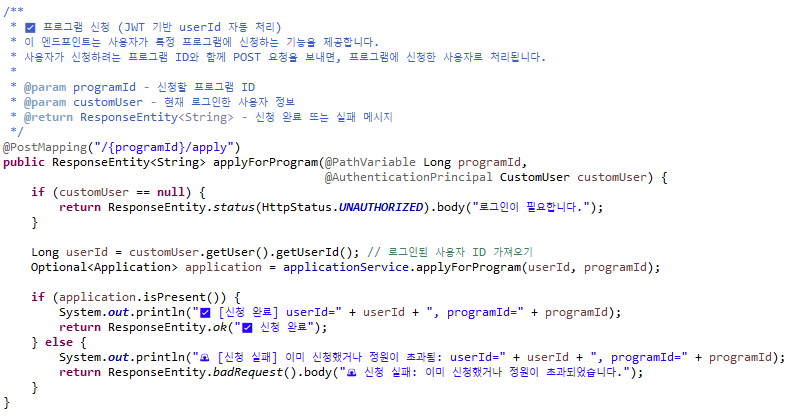 /**
 * ✅ 프로그램 신청 (JWT 기반 userId 자동 처리)
 * 이 엔드포인트는 사용자가 특정 프로그램에 신청하는 기능을 제공합니다.
 * 사용자가 신청하려는 프로그램 ID와 함께 POST 요청을 보내면, 프로그램에 신청한 사용자로 처리됩니다.
 *
 * @param programId - 신청할 프로그램 ID
 * @param customUser - 현재 로그인한 사용자 정보
 * @return ResponseEntity<String> - 신청 완료 또는 실패 메시지
 */
@PostMapping("/{programId}/apply")
public ResponseEntity<String> applyForProgram(@PathVariable Long programId,
                                              @AuthenticationPrincipal CustomUser customUser) {
    if (customUser == null) {
        return ResponseEntity.status(HttpStatus.UNAUTHORIZED).body("로그인이 필요합니다.");
    }

    Long userId = customUser.getUser().getUserId(); // 로그인된 사용자 ID 가져오기
    Optional<Application> application = applicationService.applyForProgram(userId, programId);

    if (application.isPresent()) {
        System.out.println("✅ [신청 완료] userId=" + userId + ", programId=" + programId);
        return ResponseEntity.ok("✅ 신청 완료");
    } else {
        System.out.println("🚨 [신청 실패] 이미 신청했거나 정원이 초과됨: userId=" + userId + ", programId=" + programId);
        return ResponseEntity.badRequest().body("🚨 신청 실패: 이미 신청했거나 정원이 초과되었습니다.");
    }
}